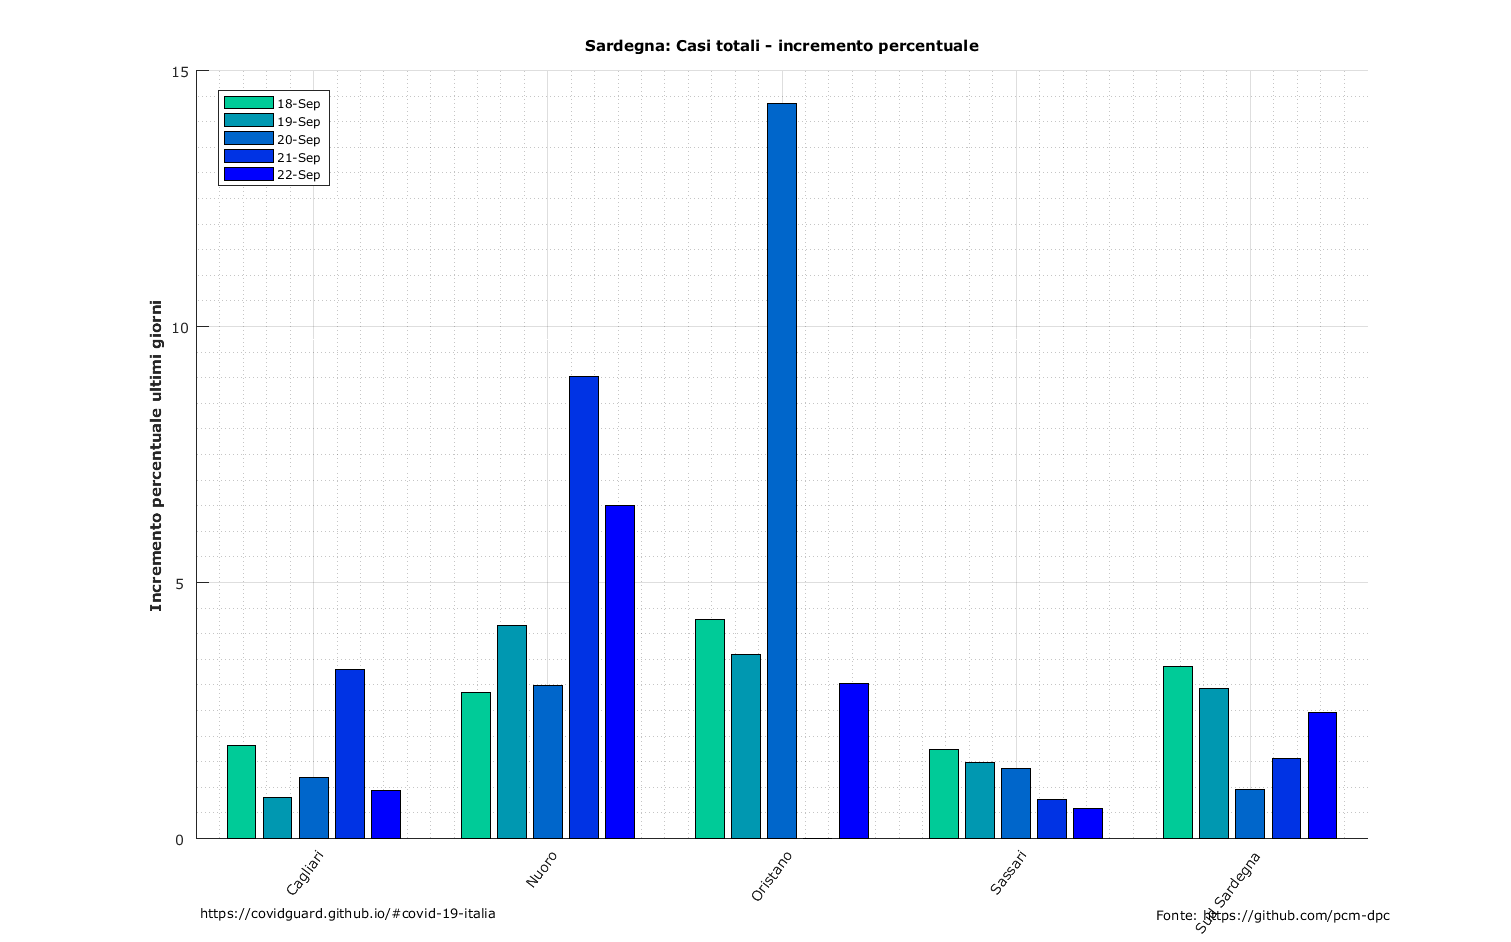 Sardegna: Casi totali - incremento percentuale
15
10
5
0
Incremento percentuale ultimi giorni
18-Sep
19-Sep
20-Sep
21-Sep
22-Sep
Cagliari
Nuoro
Oristano
Sassari
Sud Sardegna
https://covidguard.github.io/#covid-19-italia
Fonte: https://github.com/pcm-dpc